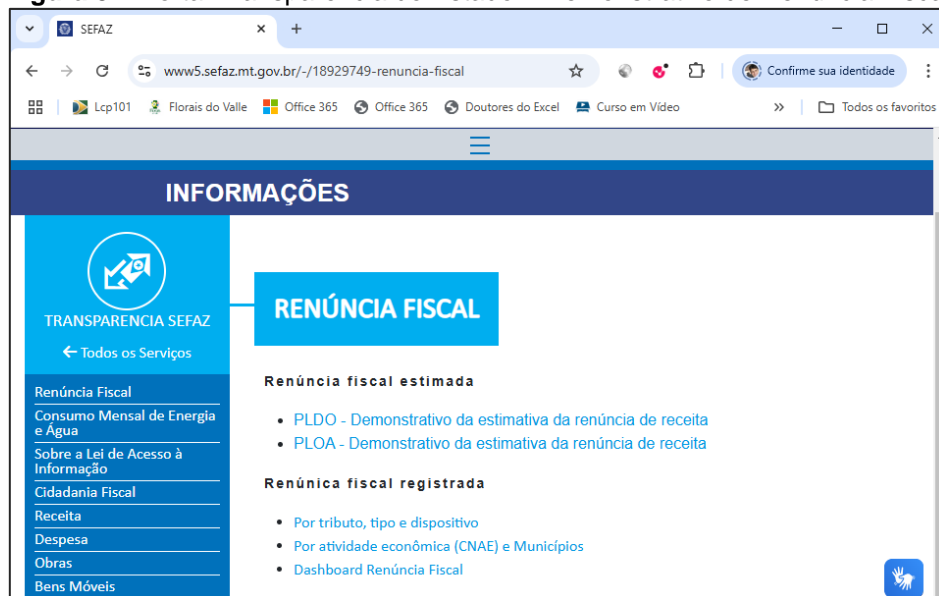 SEFAZ
www5.sefaz.mt.gov.br/-/18929749-renuncia-fiscal
Confirme sua identidade
Lcp101
Florais do Valle
Office 365
Office 365
Doutores do Excel
Curso em Vídeo
Todos os favoritos
INFORMAÇÕES
TRANSPARENCIA SEFAZ
Todos os Serviços
Renúncia Fiscal
Consumo Mensal de Energia
e Água
Sobre a Lei de Acesso à
Informação
Cidadania Fiscal
Receita
Despesa
Obras
Bens Móveis
RENÚNCIA FISCAL
Renúncia fiscal estimada
PLDO - Demonstrativo da estimativa da renúncia de receita
PLOA - Demonstrativo da estimativa da renúncia de receita
Renúnica fiscal registrada
Por tributo, tipo e dispositivo
Por atividade econômica (CNAE) e Municípios
Dashboard Renúncia Fiscal